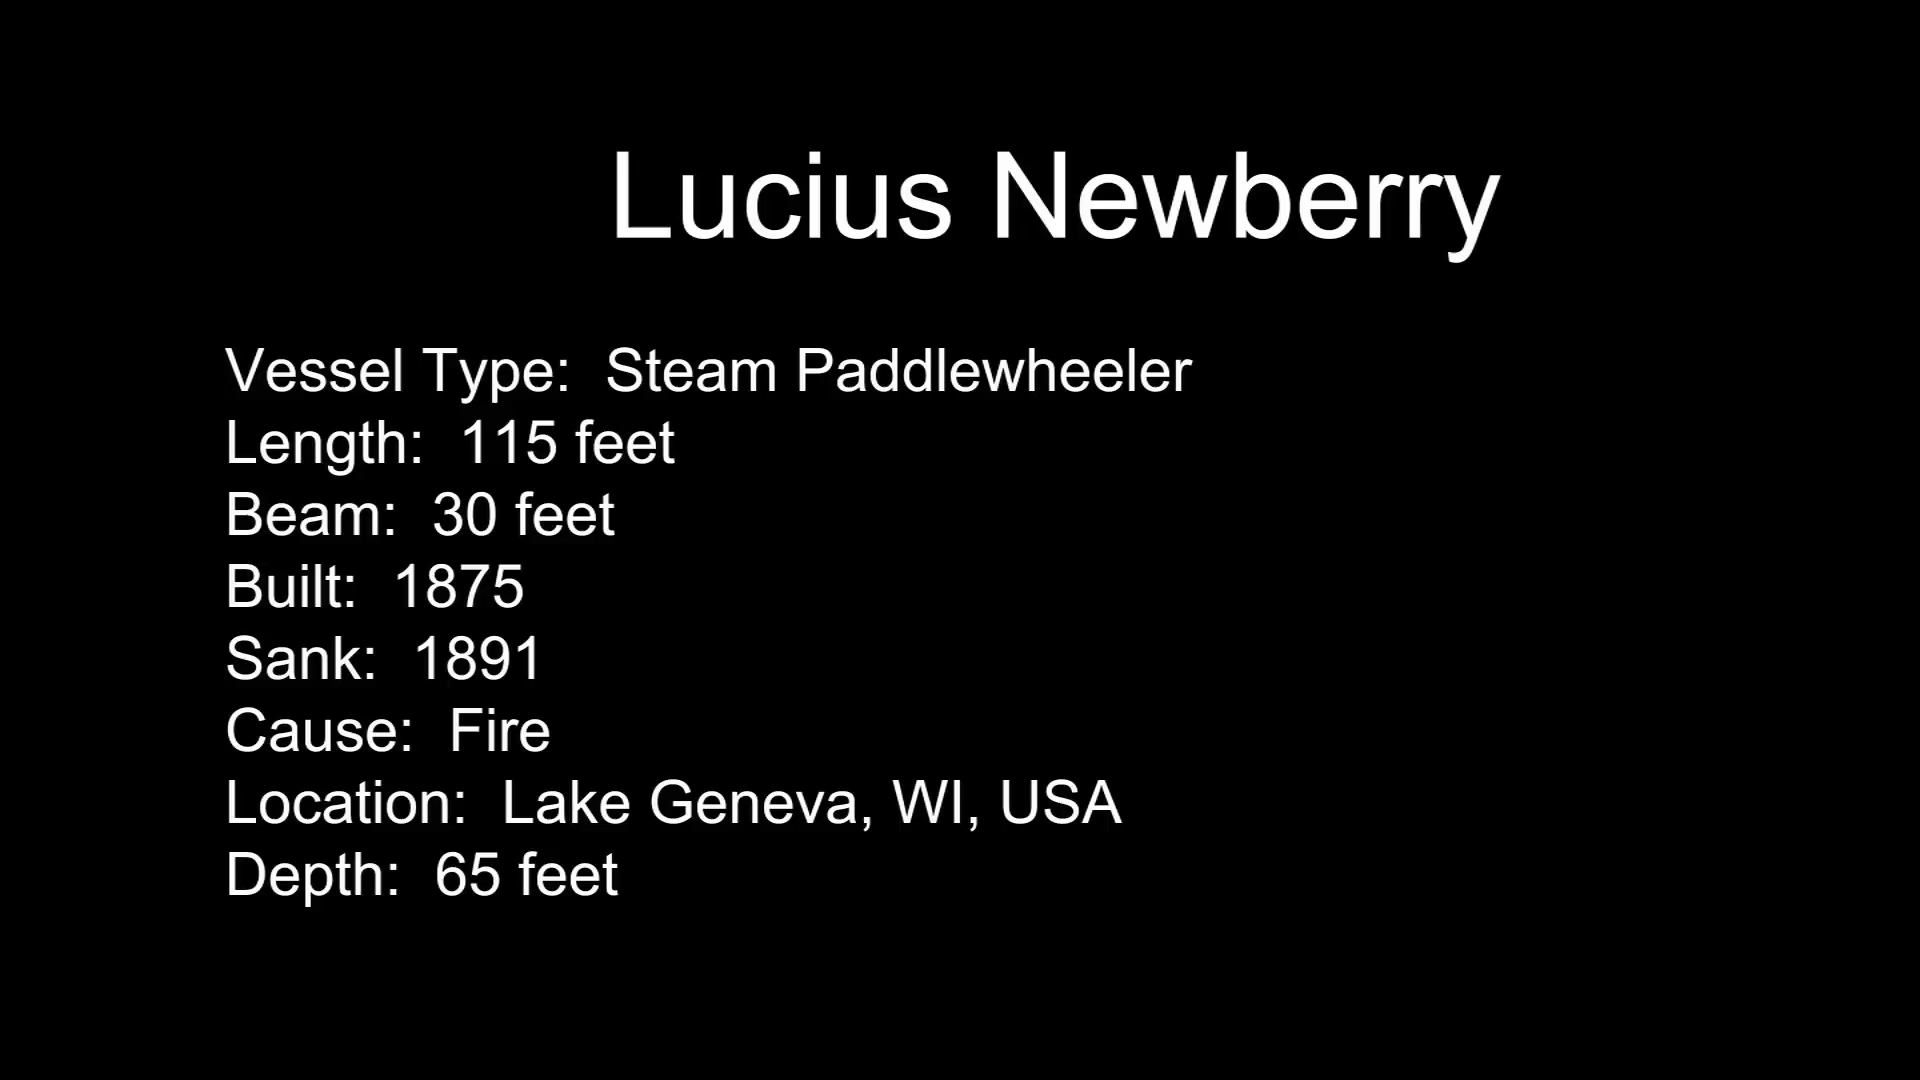 Lucius Newberry
Vessel Type:  Steam Paddlewheeler
Length:  115 feet
Beam:  30 feet
Built:  1875
Sank:  1891
Cause:  Fire
Location:  Lake Geneva, WI, USA
Depth:  65 feet